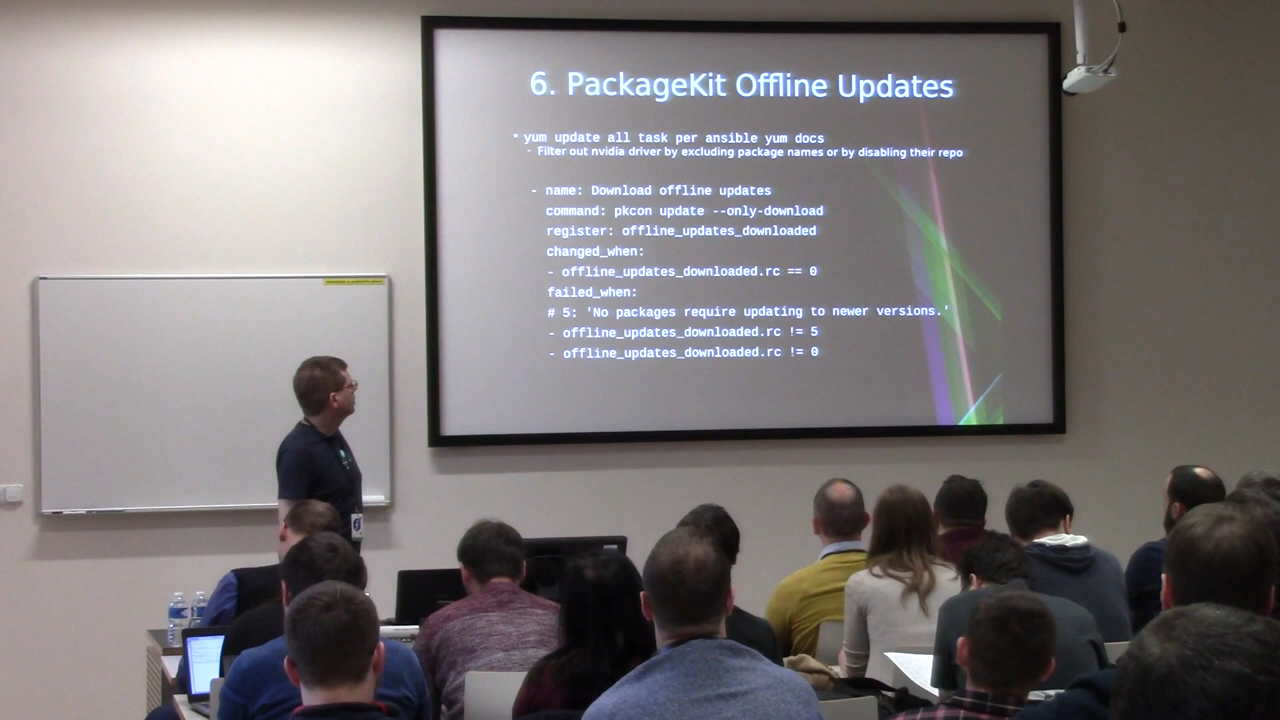 6. PackageKit Offline Updates
• yum update all task per ansible yum docs
- Filter out nvidia driver by excluding package names or by disabling their repo
- name: Download offline updates
command: pkcon update --only-download
register: offline_updates_downloaded
changed_when:
- offline_updates_downloaded.rc == 0
failed_when:
# 5: 'No packages require updating to newer versions.'
- offline_updates_downloaded.rc != 5
- offline_updates_downloaded.rc != 0